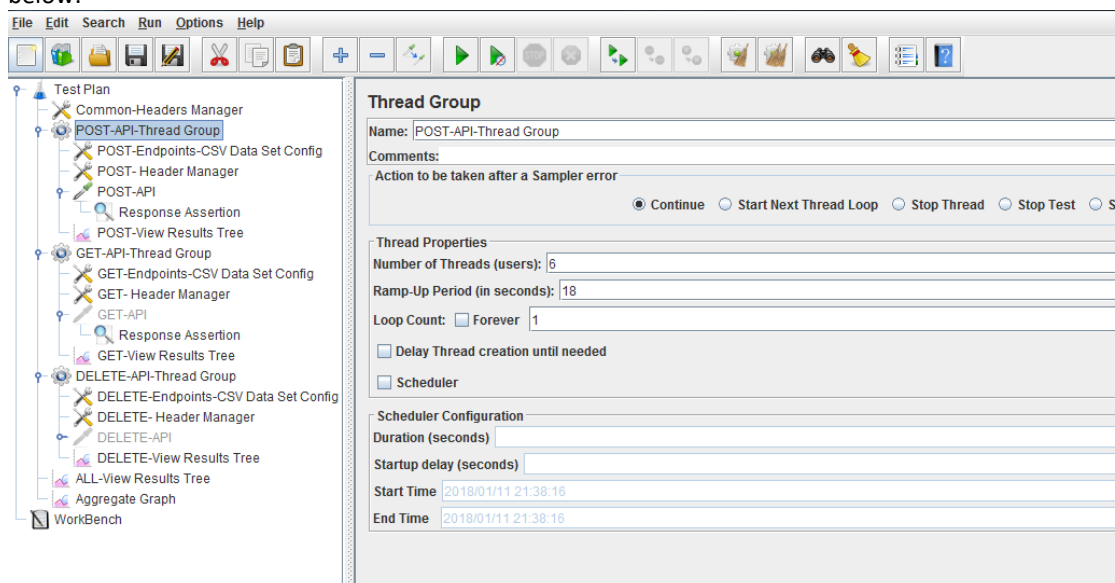 below:
File Edit Search Run Options Help
STOP
?
Test Plan
Common-Headers Manager
POST-API-Thread Group
POST-Endpoints-CSV Data Set Config
POST- Header Manager
POST-API
Response Assertion
POST-View Results Tree
GET-API-Thread Group
GET-Endpoints-CSV Data Set Config
GET- Header Manager
GET-API
Response Assertion
GET-View Results Tree
DELETE-API-Thread Group
DELETE-Endpoints-CSV Data Set Config
DELETE- Header Manager
DELETE-API
DELETE-View Results Tree
ALL-View Results Tree
Aggregate Graph
WorkBench
Thread Group
Name: POST-API-Thread Group
Comments:
Action to be taken after a Sampler error
Continue Start Next Thread Loop Stop Thread Stop Test S
Thread Properties
Number of Threads (users): 6
Ramp-Up Period (in seconds): 18
Loop Count: Forever 1
Delay Thread creation until needed
Scheduler
Scheduler Configuration
Duration (seconds)
Startup delay (seconds)
Start Time 2018/01/11 21:38:16
End Time 2018/01/11 21:38:16